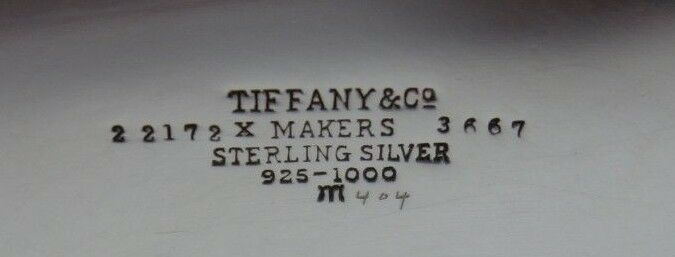 TIFFANY & Co
22172 X MAKERS 3667
STERLING SILVER
925-1000
m 404